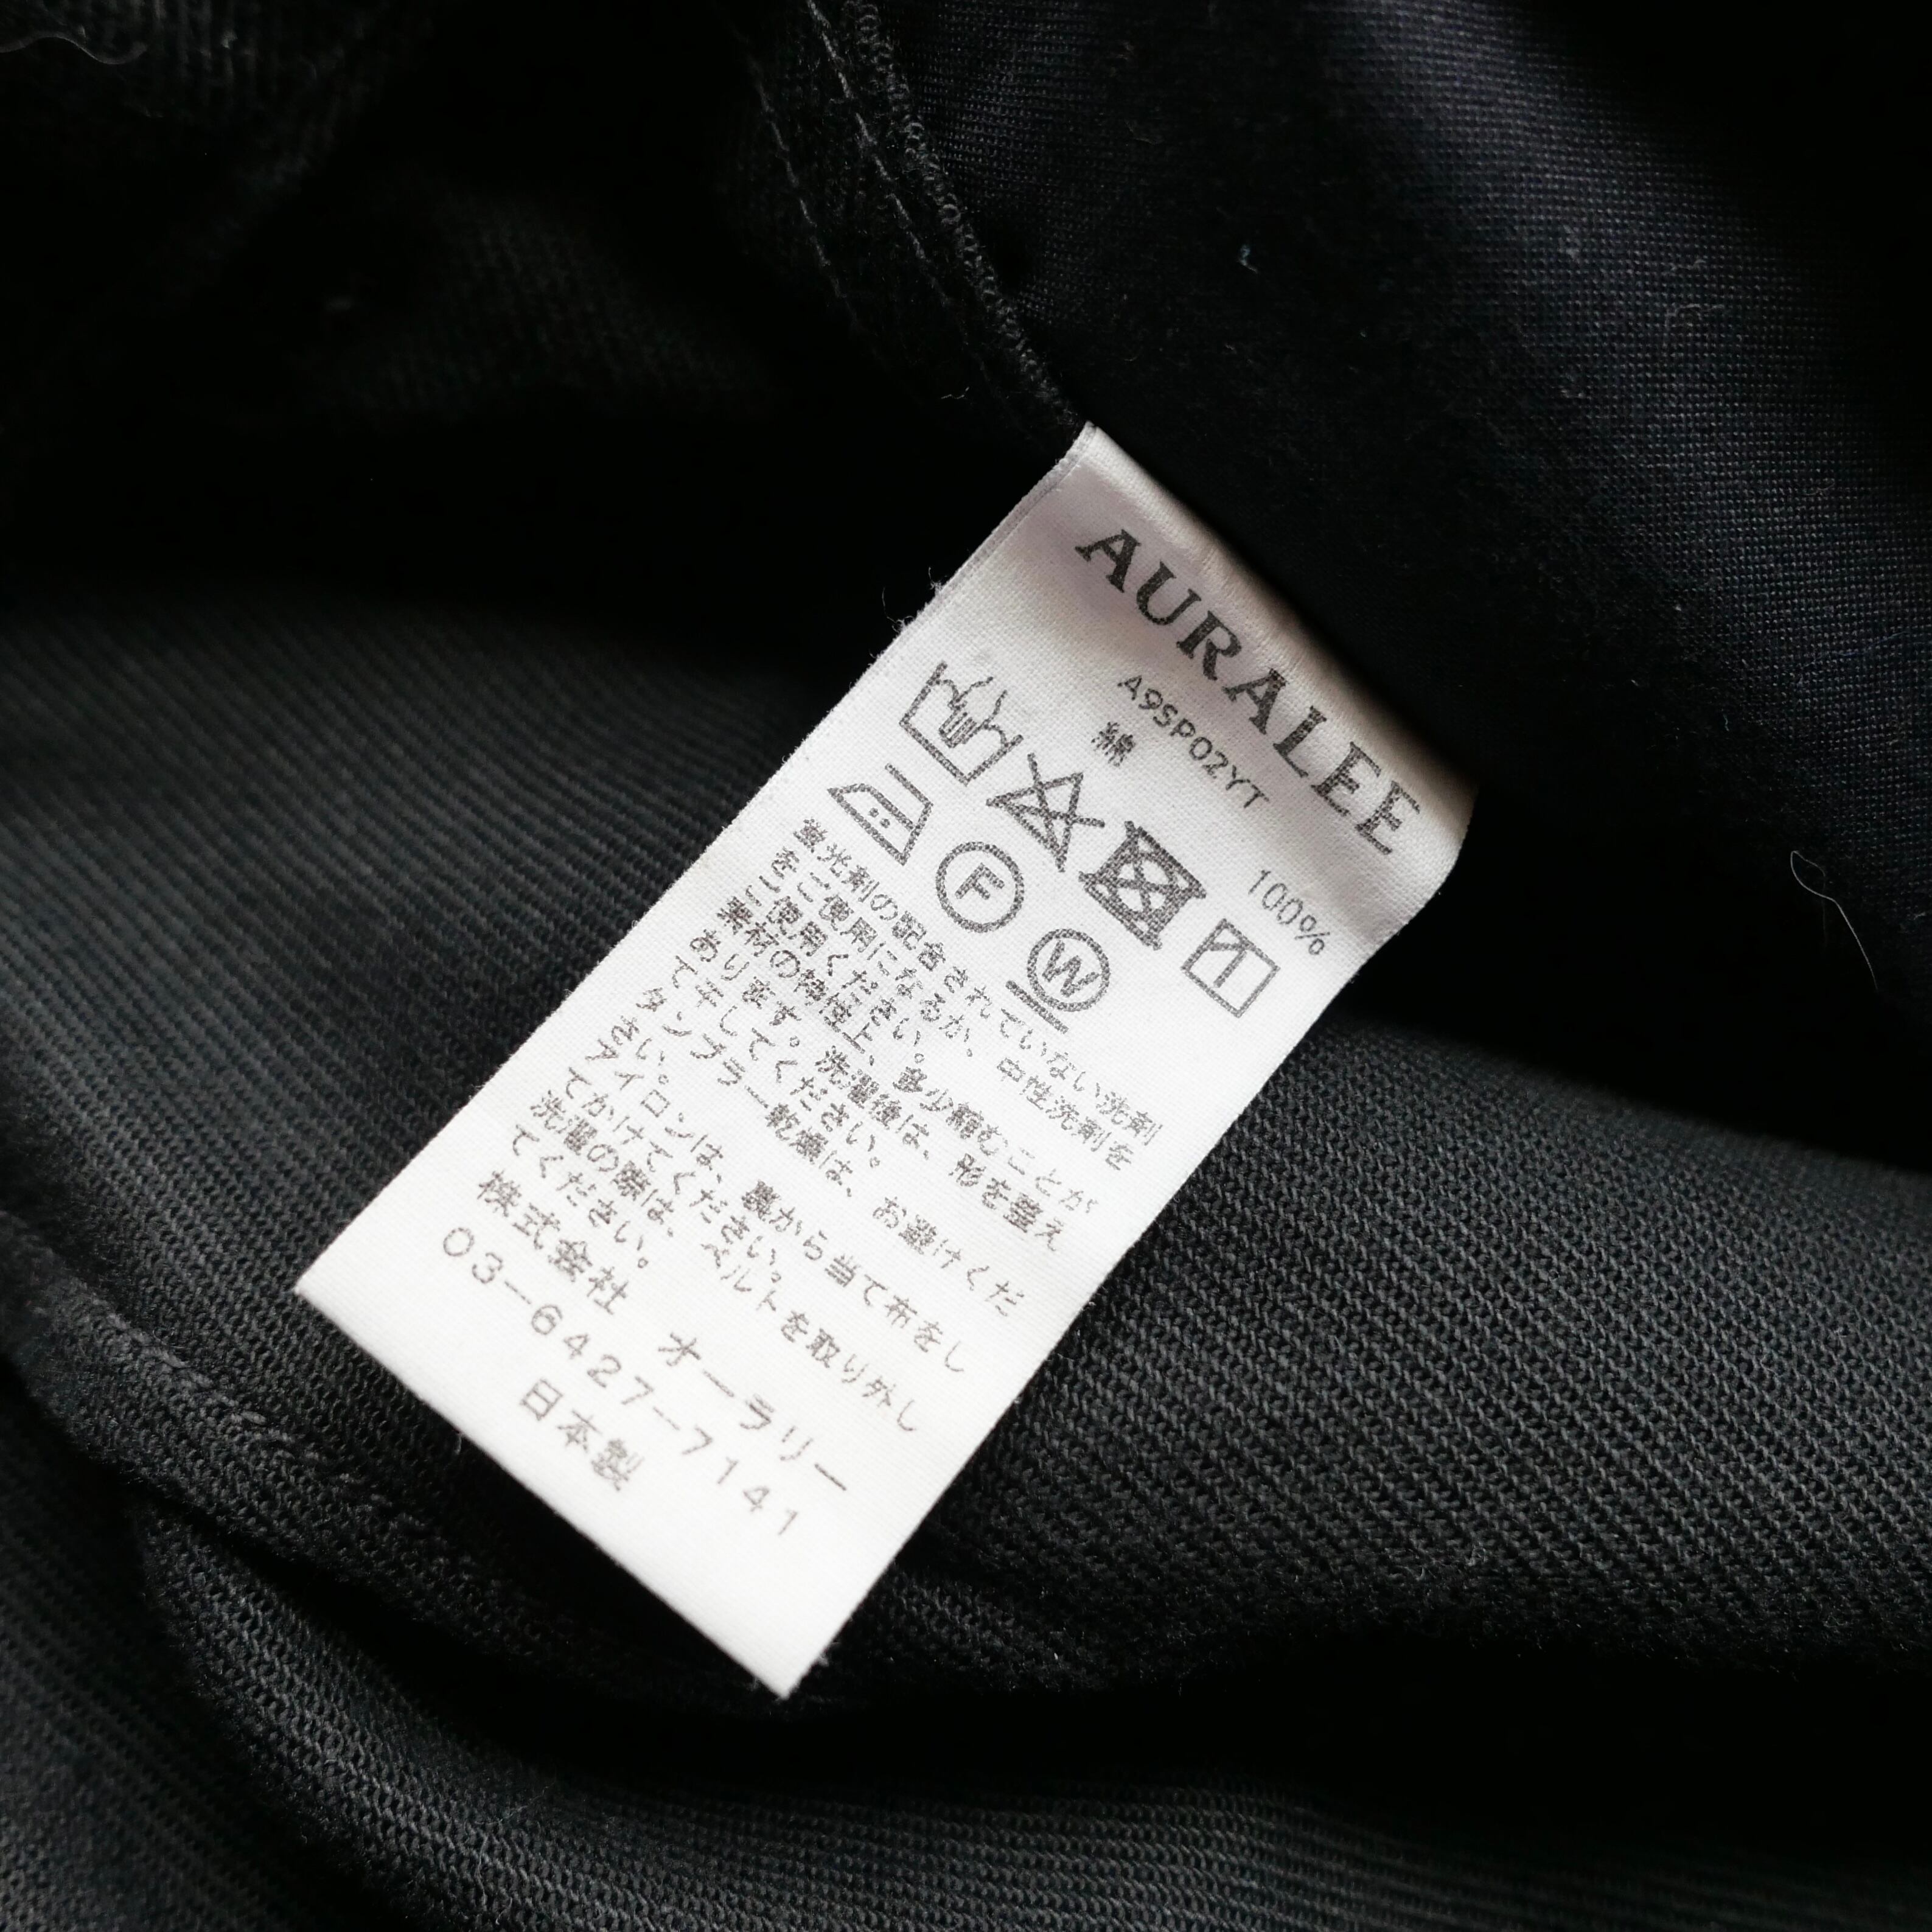 AURALEE
A9SP02YT
綿 100%
F W
蛍光剤の配合されていない洗剤
をご使用になるか、中性洗剤を
ご使用ください。
素材の特性上、多少縮むことが
あります。洗濯後は、形を整え
て干してください。
タンブラー乾燥は、お避けくだ
さい。
アイロンは、裏から当て布をし
てかけてください。
洗濯の際は、ベルトを取り外し
てください。
株式会社 オーラリー
03-6427-7141
日本製